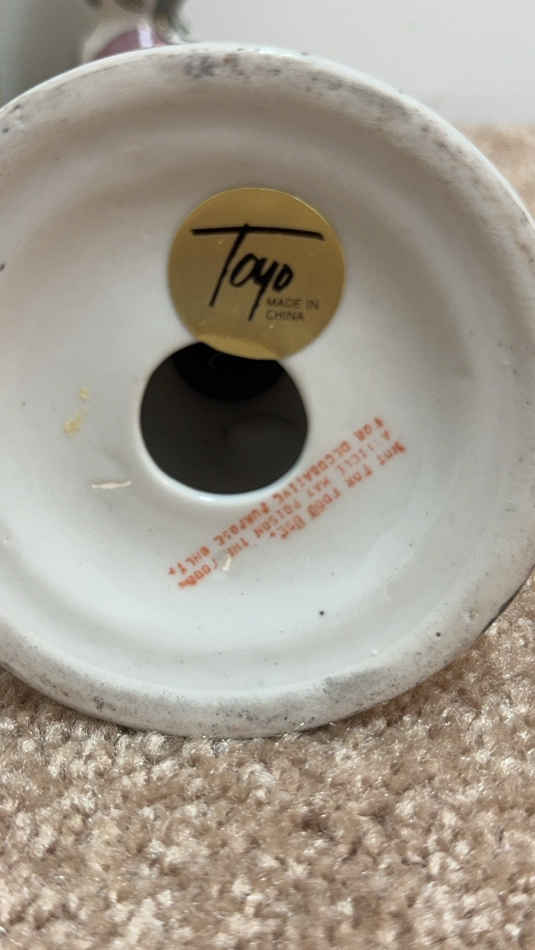 Toyo
MADE IN
CHINA
NOT FOR FOOD USE.
ARTICLE MAY POISON THE FOOD.
FOR DECORATIVE PURPOSE ONLY.